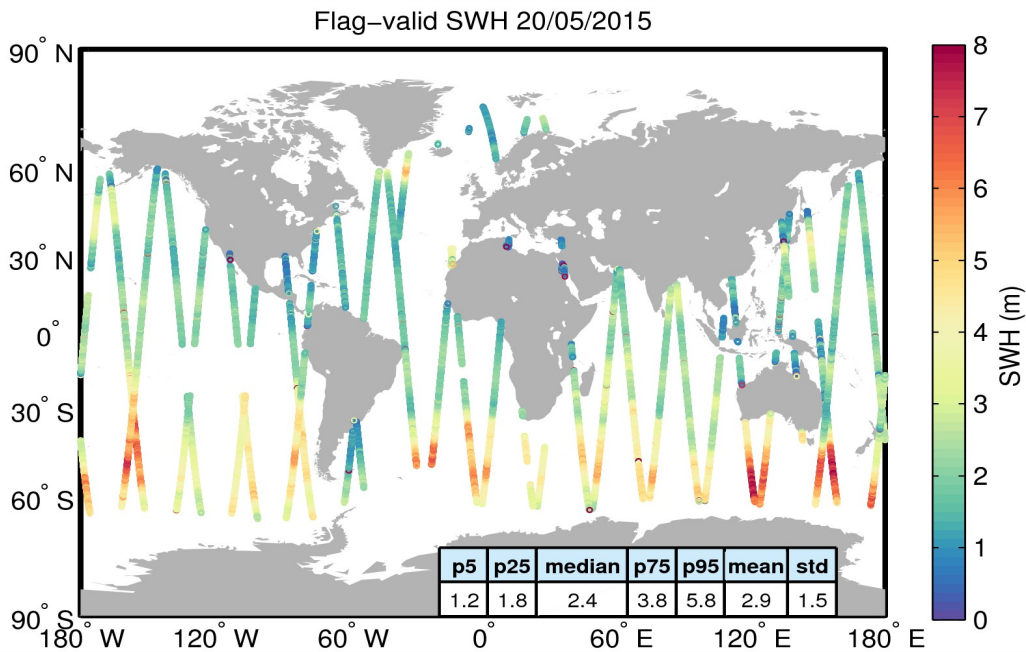 Flag−valid SWH 20/05/2015
90° N
60° N
30° N
0°
30° S
60° S
90° S
180° W
120° W
60° W
0°
60° E
120° E
180° E
p5 p25 median p75 p95 mean std
1.2 1.8 2.4 3.8 5.8 2.9 1.5
8
7
6
5
4
3
2
1
0
SWH (m)